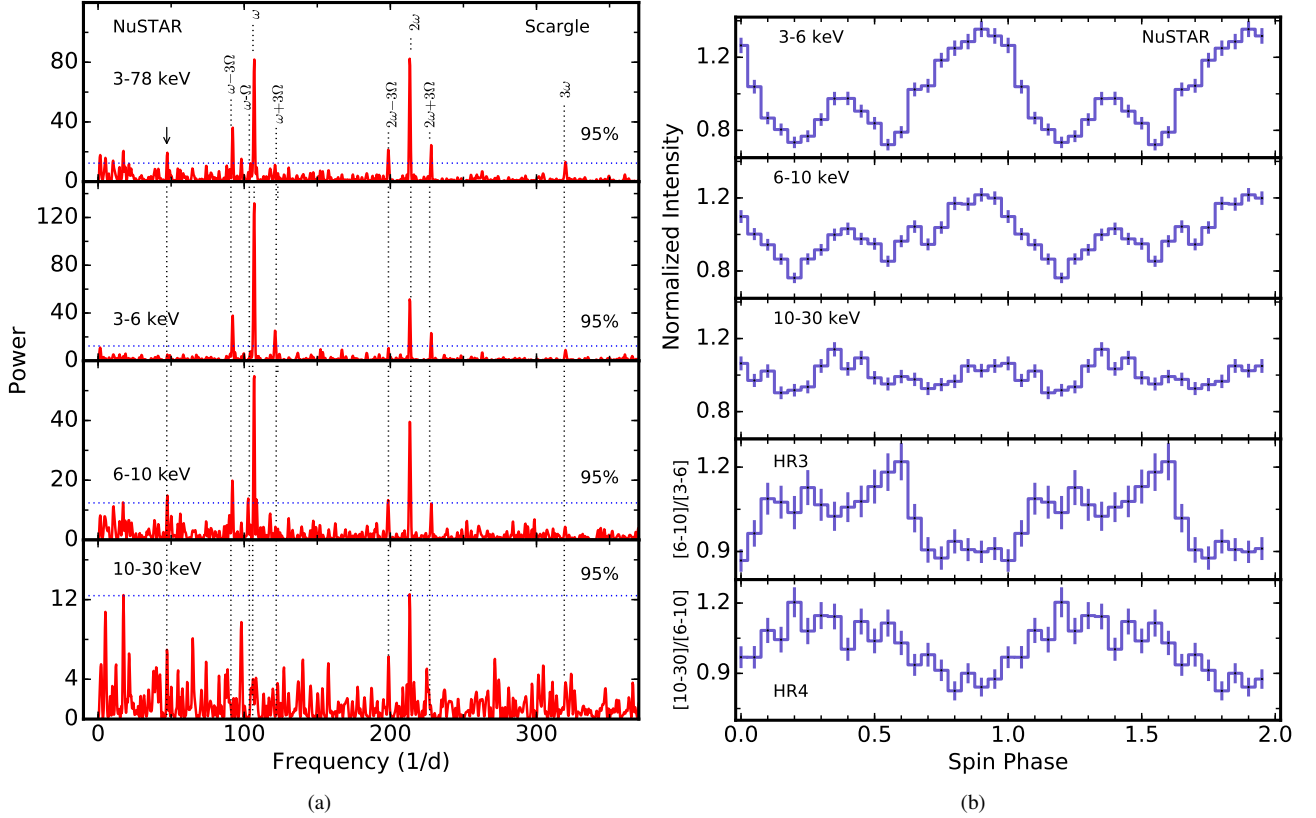 NuSTAR
Scargle
3-78 keV
ω−3Ω
ω-Ω
ω
ω+3Ω
2ω−3Ω
2ω
2ω+3Ω
3ω
95%
80
40
0
3-6 keV
95%
120
80
40
0
6-10 keV
95%
40
20
0
10-30 keV
95%
12
4
0
Power
0 100 200 300
Frequency (1/d)
(a)
3-6 keV
NuSTAR
1.2
0.8
6-10 keV
1.2
0.8
10-30 keV
1.2
0.8
Normalized Intensity
HR3
1.2
0.9
[6-10]/[3-6]
HR4
1.2
0.9
[10-30]/[6-10]
0.0 0.5 1.0 1.5 2.0
Spin Phase
(b)